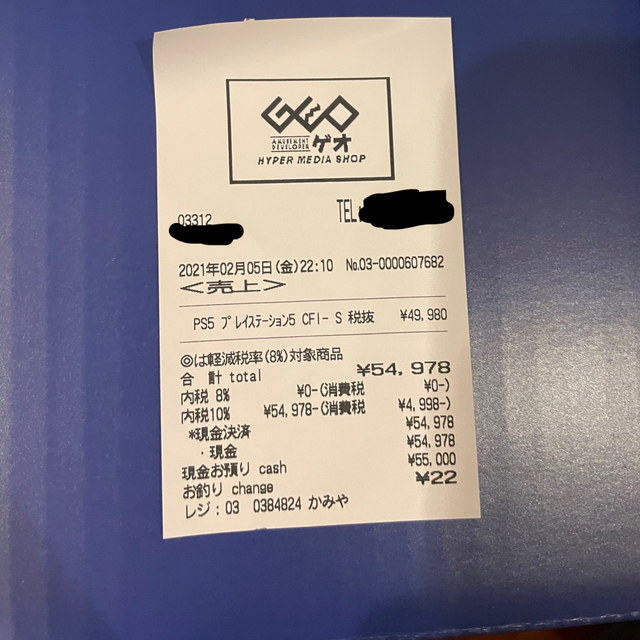 GEO
AMUSEMENT
DEVELOPER ゲオ
HYPER MEDIA SHOP
03312
TEL
2021年02月05日(金)22:10 No.03-0000607682
<売上>
PS5 プレイステーション5 CFI- S 税抜 ¥49,980
◎は軽減税率(8%)対象商品
合 計 total ¥54,978
内税 8% ¥0-(消費税 ¥0-)
内税10% ¥54,978-(消費税 ¥4,998-)
*現金決済 ¥54,978
・現金 ¥54,978
現金お預り cash ¥55,000
お釣り change ¥22
レジ:03 0384824 かみや